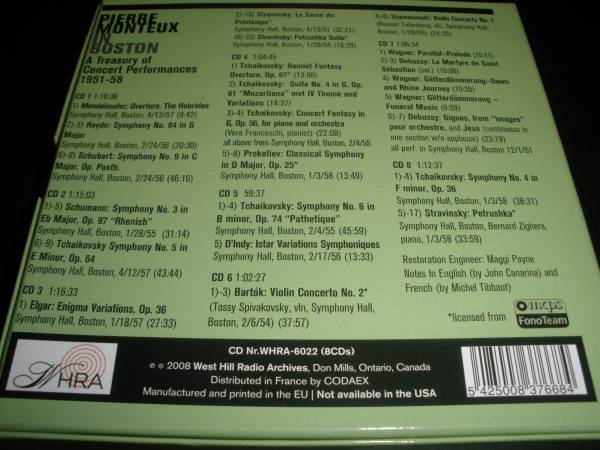 PIERRE
MONTEUX
IN
BOSTON
A Treasury of
Concert Performances
1951-58
CD 1 1:16:38
1) Mendelssohn: Overture, The Hebrides
Symphony Hall, Boston, 4/13/57 (9:42)
2)-5) Haydn: Symphony No. 94 in G
Major
Symphony Hall, Boston, 2/24/56 (20:30)
6)-9) Schubert: Symphony No. 9 in C
Major, Op. Posth.
Symphony Hall, Boston, 2/24/56 (46:16)
CD 2 1:15:03
1)-5) Schumann: Symphony No. 3 in
Eb Major, Op. 97 "Rhenish"
Symphony Hall, Boston, 1/28/55 (31:14)
6)-9) Tchaikovsky Symphony No. 5 in
E Minor, Op. 64
Symphony Hall, Boston, 4/12/57 (43:44)
CD 3 1:16:33
1) Elgar: Enigma Variations, Op. 36
Symphony Hall, Boston, 1/18/57 (27:33)
2)-15) Stravinsky: Le Sacre du
Printemps*
Symphony Hall, Boston, 4/13/57 (32:21)
16)-23) Stravinsky: Petrushka Suite*
Symphony Hall, Boston, 1/28/55 (16:29)
CD 4 1:04:45
1) Tchaikovsky: Hamlet Fantasy
Overture, Op. 67* (13:56)
2) Tchaikovsky: Suite No. 4 in G, Op.
61 "Mozartiana" mvt IV Theme and
Variations (14:37)
3)-4) Tchaikovsky: Concert Fantasy
in G, Op. 56, for piano and orchestra
(Vera Franceschi, pianist) (22:08)
all above from Symphony Hall, 2/4/55
5)-8) Prokofiev: Classical Symphony
in D Major, Op. 25*
Symphony Hall, Boston, 1/3/58 (13:49)
CD 5 59:37
1)-4) Tchaikovsky: Symphony No. 6 in
B minor, Op. 74 "Pathetique"
Symphony Hall, Boston, 2/4/55 (45:59)
5) D'Indy: Istar Variations Symphoniques
Symphony Hall, Boston, 2/17/56 (13:33)
CD 6 1:02:27
1)-3) Bartók: Violin Concerto No. 2*
(Tossy Spivakovsky, vln, Symphony Hall,
Boston, 2/6/54) (37:57)
4)-6) Szymanowski: Violin Concerto No. 1
(Roman Totenberg, vln, Symphony Hall,
Boston, (24:25)
CD 7 1:06:34
1) Wagner: Parsifal-Prelude (15:11)
2)-3) Debussy: Le Martyre de Saint
Sébastien (sel.) (10:09)
4) Wagner: Götterdämmerung–Dawn
and Rhine Journey (10:35)
5) Wagner: Götterdämmerung –
Funeral Music (6:59)
6)-7) Debussy: Gigues, from "Images"
pour orchestre, and Jeux (continuous in
one section w/o applause) (23:19)
all perf. in Symphony Hall, Boston 12/1/51
CD 8 1:12:37
1)-4) Tchaikovsky: Symphony No. 4 in
F minor, Op. 36
Symphony Hall, Boston, 1/3/58 (38:31)
5)-17) Stravinsky: Petrushka*
Symphony Hall, Boston, Bernard Zighera,
piano, 1/3/58 (33:59)
Restoration Engineer: Maggi Payne
Notes In English (by John Canarina) and
French (by Michel Tibbaut)
*licensed from
mcps
FonoTeam
WHRA
CD Nr.WHRA-6022 (8CDs)
℗ © 2008 West Hill Radio Archives, Don Mills, Ontario, Canada
Distributed in France by CODAEX
Manufactured and printed in the EU | Not available in the USA
5 425008 376684